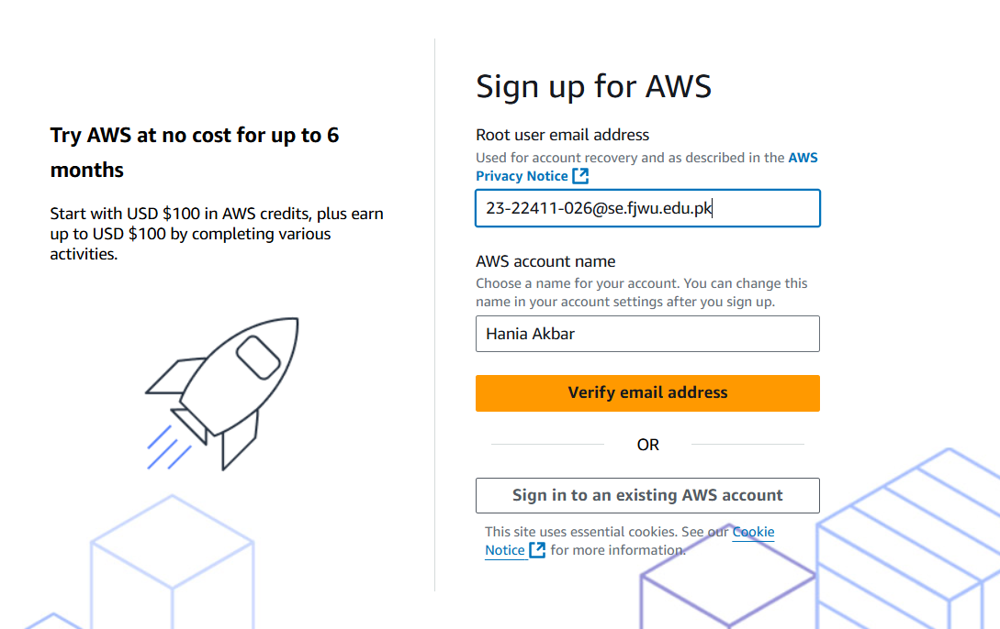 Try AWS at no cost for up to 6
months
Start with USD $100 in AWS credits, plus earn
up to USD $100 by completing various
activities.
Sign up for AWS
Root user email address
Used for account recovery and as described in the AWS
Privacy Notice
23-22411-026@se.fjwu.edu.pk
AWS account name
Choose a name for your account. You can change this
name in your account settings after you sign up.
Hania Akbar
Verify email address
OR
Sign in to an existing AWS account
This site uses essential cookies. See our Cookie
Notice for more information.